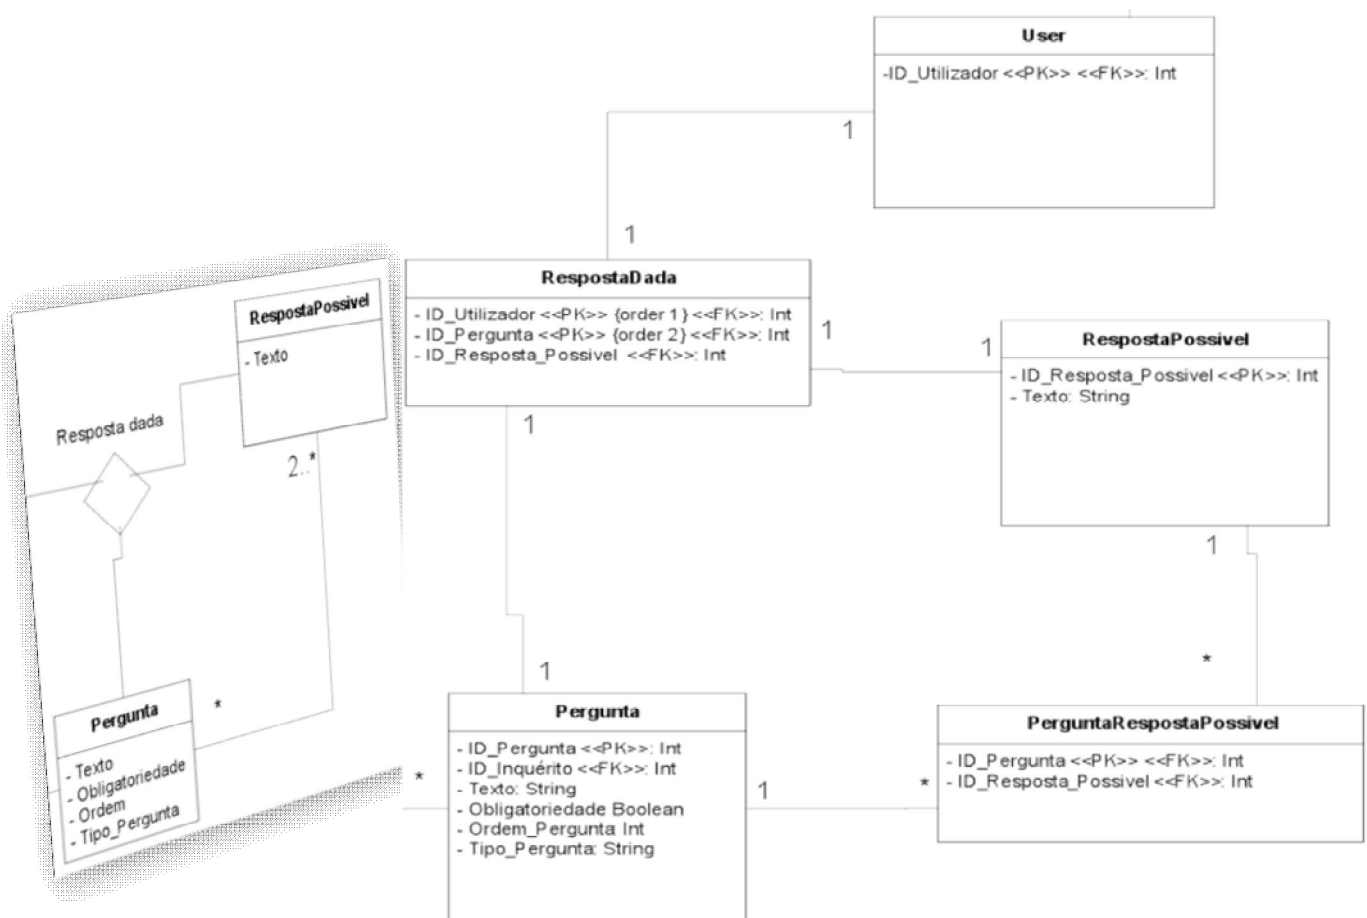 User
-ID_Utilizador <<PK>> <<FK>>: Int
1
1
RespostaDada
- ID_Utilizador <<PK>> {order 1} <<FK>>: Int
- ID_Pergunta <<PK>> {order 2} <<FK>>: Int
- ID_Resposta_Possivel <<FK>>: Int
1
1
1
RespostaPossivel
- ID_Resposta_Possivel <<PK>>: Int
- Texto: String
1
*
1
Pergunta
- ID_Pergunta <<PK>>: Int
- ID_Inquérito <<FK>>: Int
- Texto: String
- Obligatoriedade Boolean
- Ordem_Pergunta Int
- Tipo_Pergunta: String
*
1
*
PerguntaRespostaPossivel
- ID_Pergunta <<PK>> <<FK>>: Int
- ID_Resposta_Possivel <<FK>>: Int
RespostaPossivel
- Texto
Resposta dada
2..*
*
Pergunta
- Texto
- Obligatoriedade
- Ordem
- Tipo_Pergunta